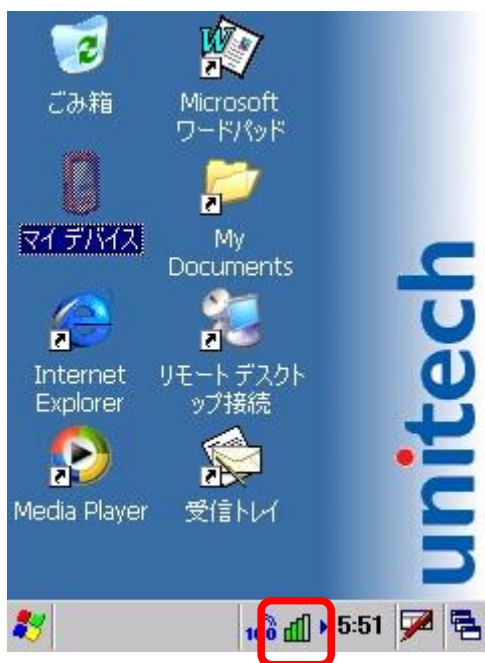 ごみ箱
Microsoft
ワードパッド
マイ デバイス
My
Documents
Internet
Explorer
リモート デスクト
ップ接続
Media Player
受信トレイ
unitech
100
5:51